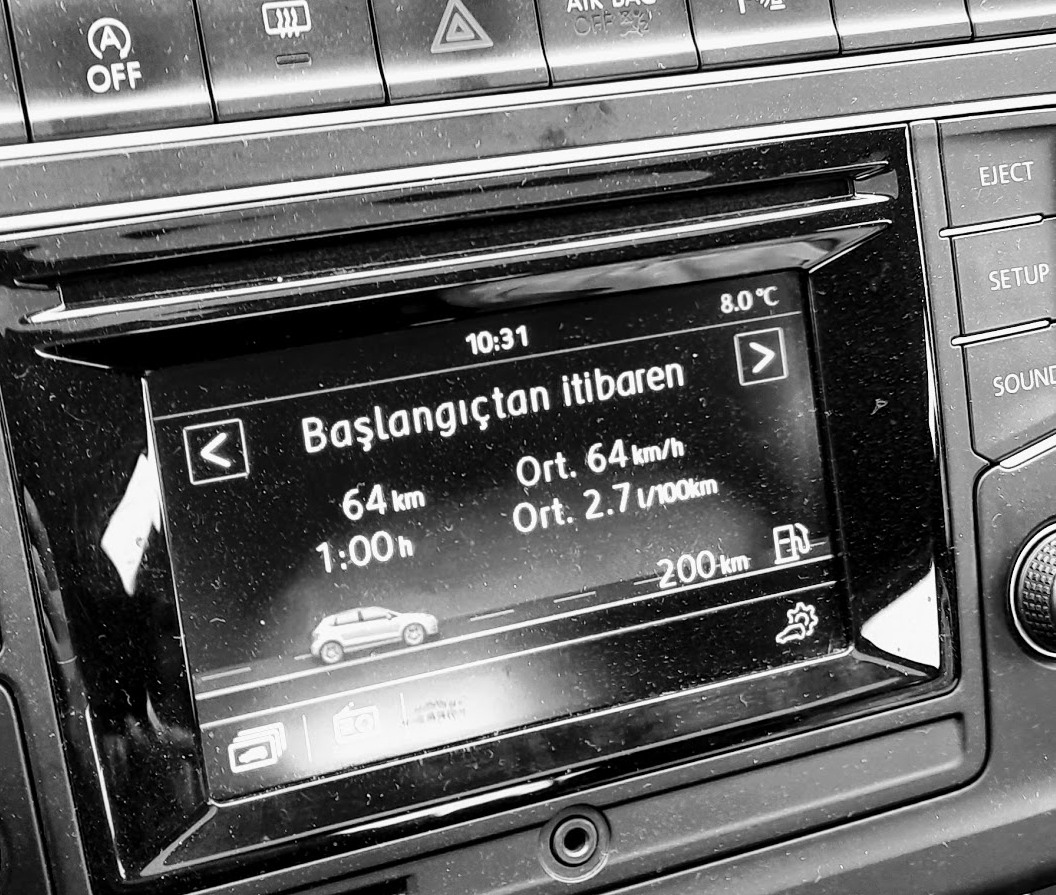 OFF
AIR BAG
OFF
EJECT
SETUP
SOUND
10:31
8.0 °C
< >
Başlangıçtan itibaren
64 km Ort. 64 km/h
1:00 h Ort. 2.7 l/100km
200 km